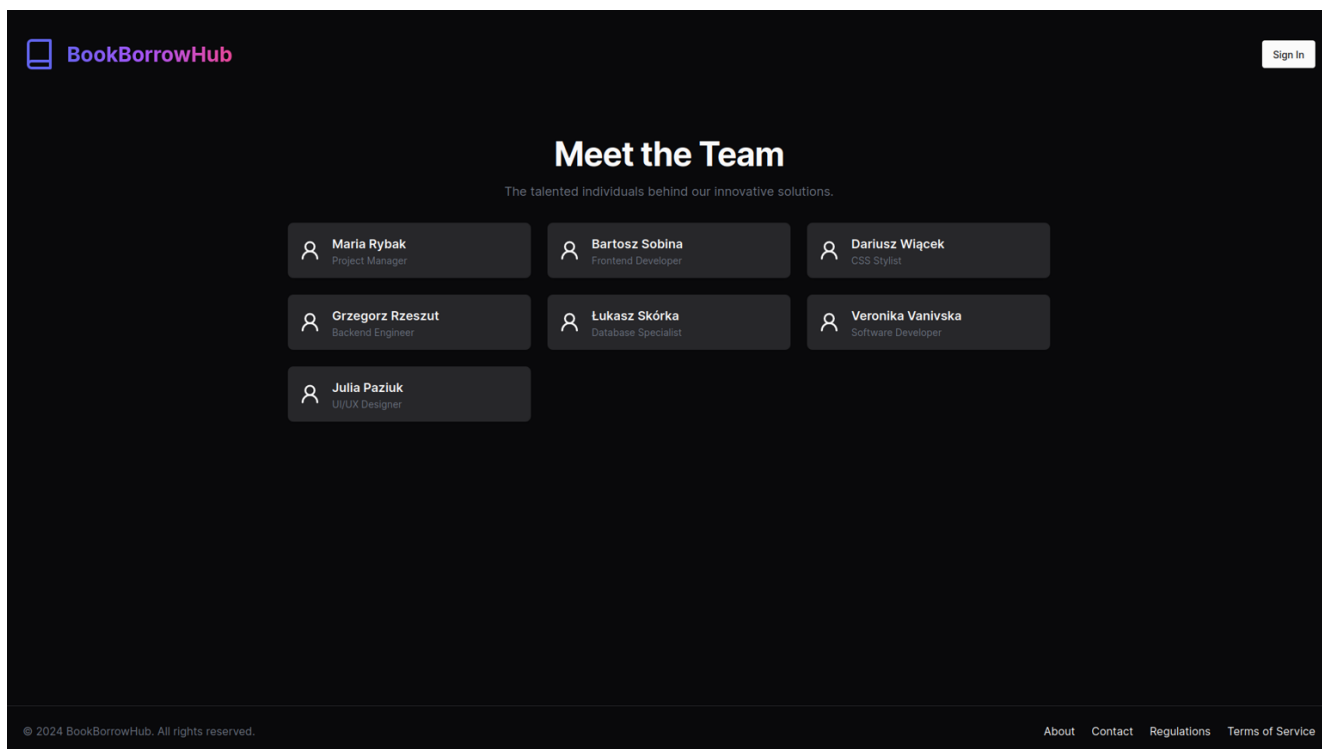 BookBorrowHub
Sign In
Meet the Team
The talented individuals behind our innovative solutions.
Maria Rybak
Project Manager
Bartosz Sobina
Frontend Developer
Dariusz Wiącek
CSS Stylist
Grzegorz Rzeszut
Backend Engineer
Łukasz Skórka
Database Specialist
Veronika Vanivska
Software Developer
Julia Paziuk
UI/UX Designer
© 2024 BookBorrowHub. All rights reserved.
About Contact Regulations Terms of Service